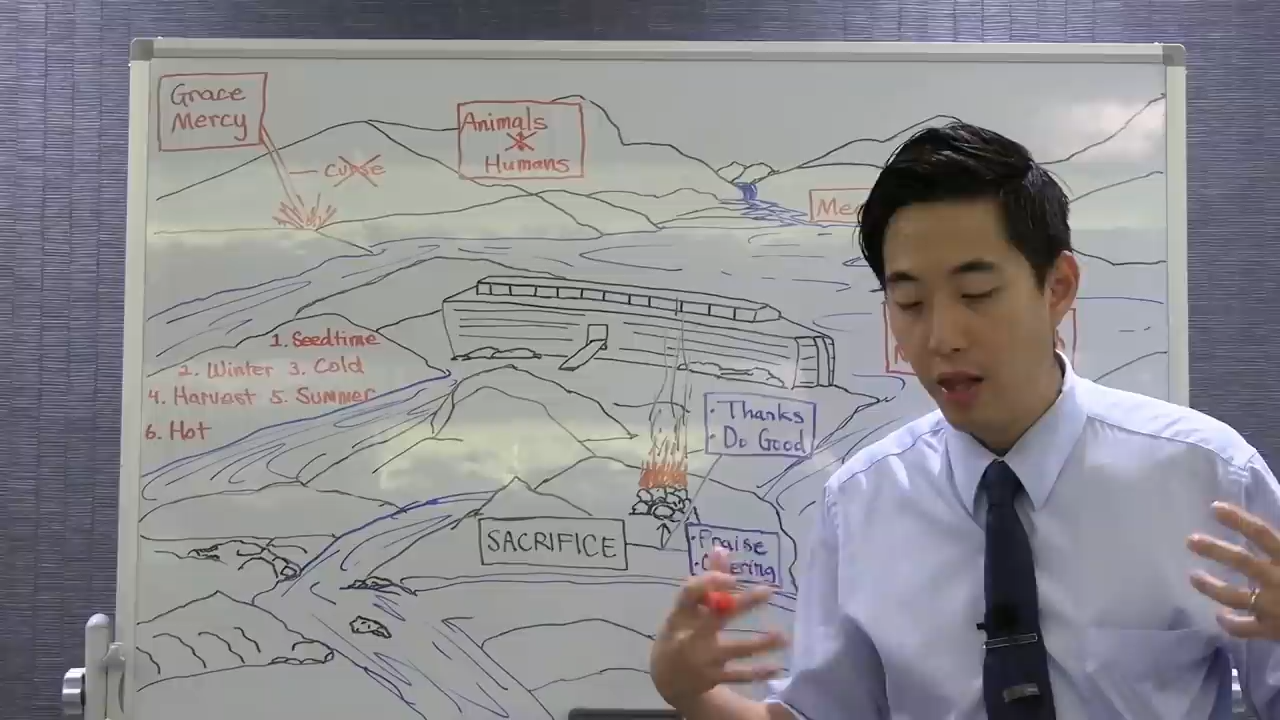 Grace
Mercy
curse
Animals
Humans
1. Seedtime
2. Winter 3. Cold
4. Harvest 5. Summer
6. Hot
• Thanks
• Do Good
SACRIFICE
• Praise